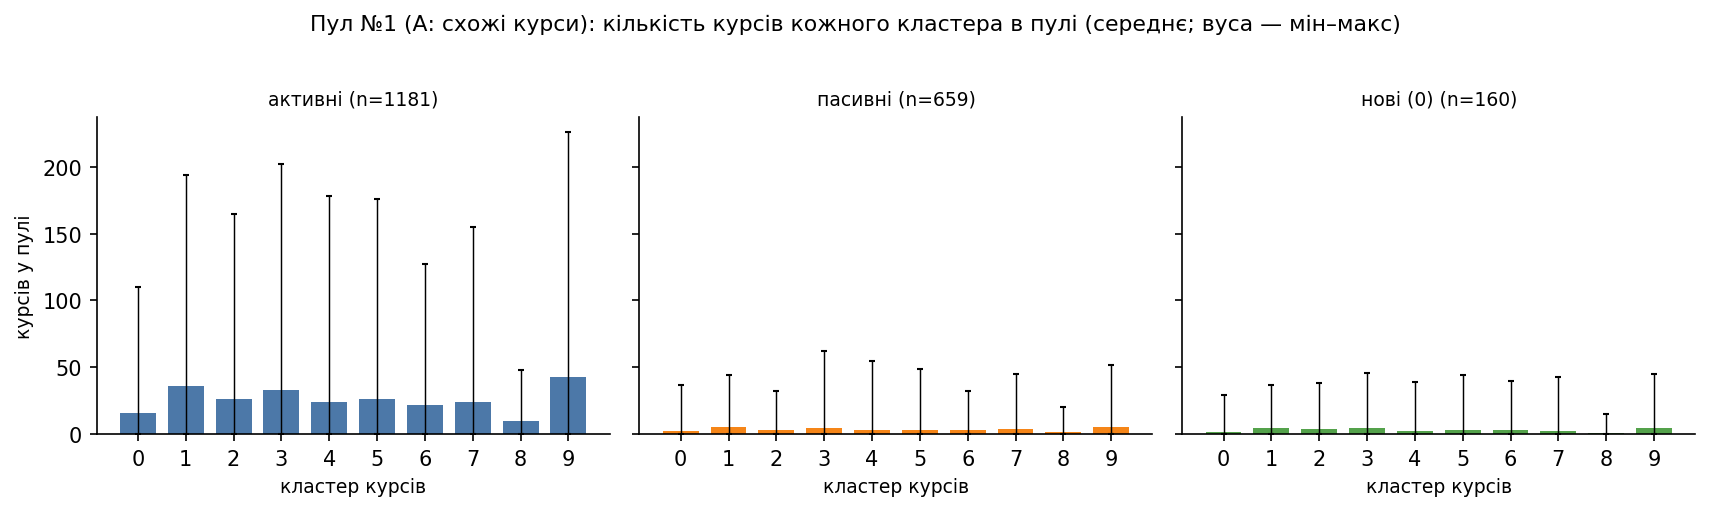 Пул №1 (A: схожі курси): кількість курсів кожного кластера в пулі (середнє; вуса — мін–макс)
активні (n=1181)
пасивні (n=659)
нові (0) (n=160)
курсів у пулі
200
150
100
50
0
0 1 2 3 4 5 6 7 8 9
0 1 2 3 4 5 6 7 8 9
0 1 2 3 4 5 6 7 8 9
кластер курсів
кластер курсів
кластер курсів